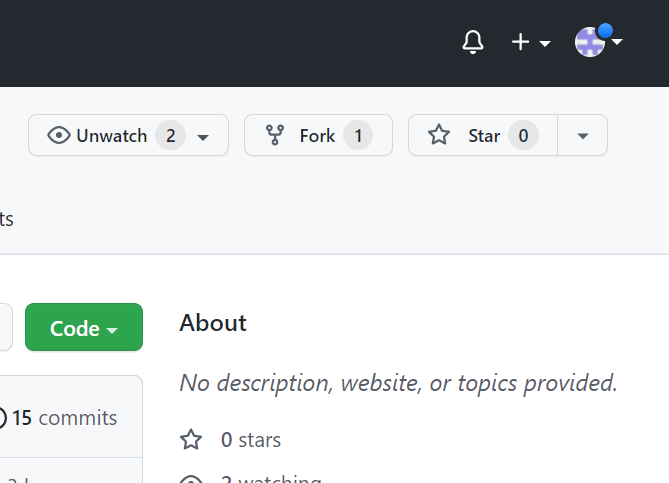 Unwatch 2 Fork 1 Star 0
ts
Code About
No description, website, or topics provided.
15 commits
0 stars
2 watching